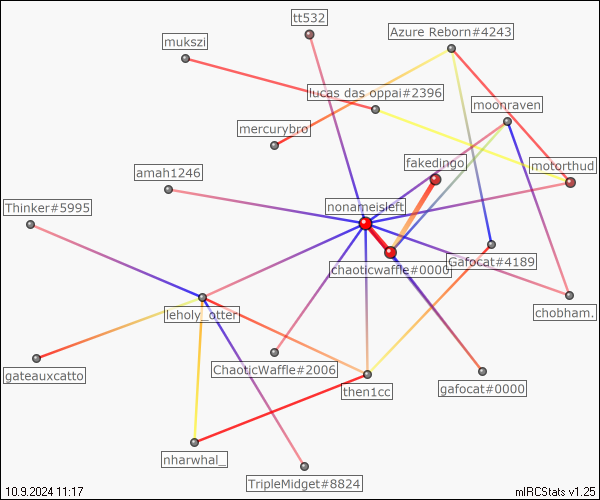 tt532
Azure Reborn#4243
mukszi
lucas das oppai#2396
moonraven
mercurybro
fakedingo
motorthud
amah1246
Thinker#5995
nonameisleft
Gafocat#4189
chaoticwaffle#0000
leholy_otter
chobham.
ChaoticWaffle#2006
gateauxcatto
then1cc
gafocat#0000
nharwhal_
TripleMidget#8824
10.9.2024 11:17
mIRCStats v1.25